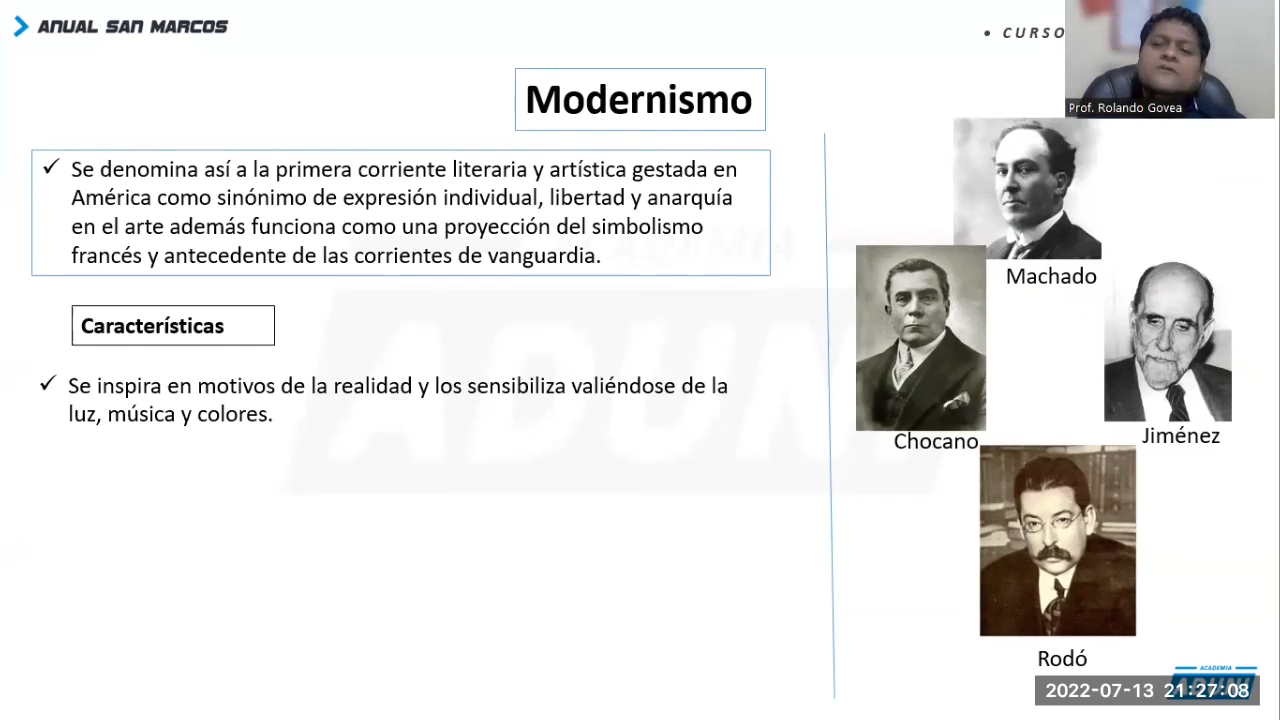 ANUAL SAN MARCOS
• CURSO
Prof. Rolando Govea
Modernismo
✓ Se denomina así a la primera corriente literaria y artística gestada en
América como sinónimo de expresión individual, libertad y anarquía
en el arte además funciona como una proyección del simbolismo
francés y antecedente de las corrientes de vanguardia.
Características
✓ Se inspira en motivos de la realidad y los sensibiliza valiéndose de la
luz, música y colores.
Machado
Chocano
Jiménez
Rodó
ACADEMIA
ADUNI
2022-07-13 21:27:08